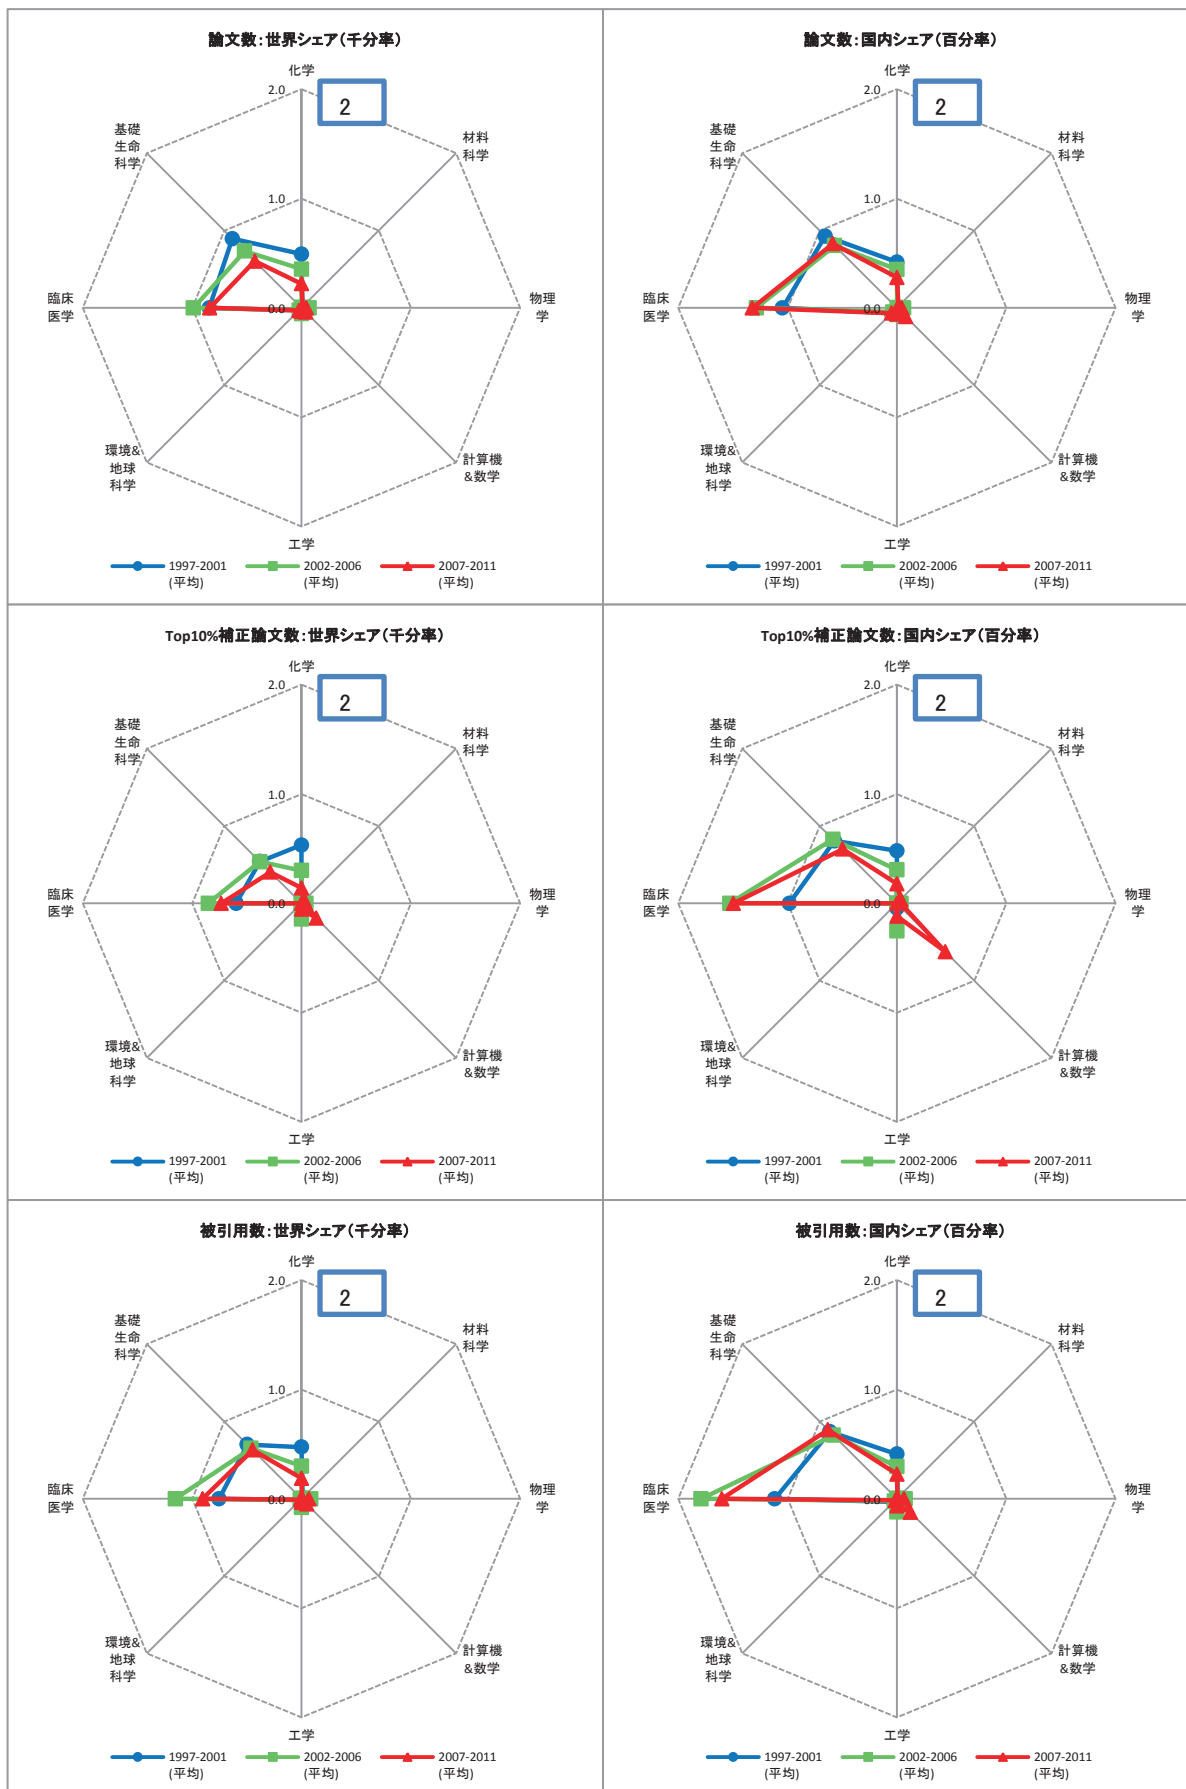 論文数：世界シェア（千分率）
化学
2.0
2
基礎
生命
科学
材料
科学
1.0
臨床
医学
0.0
物理
学
環境&
地球
科学
計算機
&数学
工学
1997-2001
(平均)
2002-2006
(平均)
2007-2011
(平均)
論文数：国内シェア（百分率）
化学
2.0
2
基礎
生命
科学
材料
科学
1.0
臨床
医学
0.0
物理
学
環境&
地球
科学
計算機
&数学
工学
1997-2001
(平均)
2002-2006
(平均)
2007-2011
(平均)
Top10%補正論文数：世界シェア（千分率）
化学
2.0
2
基礎
生命
科学
材料
科学
1.0
臨床
医学
0.0
物理
学
環境&
地球
科学
計算機
&数学
工学
1997-2001
(平均)
2002-2006
(平均)
2007-2011
(平均)
Top10%補正論文数：国内シェア（百分率）
化学
2.0
2
基礎
生命
科学
材料
科学
1.0
臨床
医学
0.0
物理
学
環境&
地球
科学
計算機
&数学
工学
1997-2001
(平均)
2002-2006
(平均)
2007-2011
(平均)
被引用数：世界シェア（千分率）
化学
2.0
2
基礎
生命
科学
材料
科学
1.0
臨床
医学
0.0
物理
学
環境&
地球
科学
計算機
&数学
工学
1997-2001
(平均)
2002-2006
(平均)
2007-2011
(平均)
被引用数：国内シェア（百分率）
化学
2.0
2
基礎
生命
科学
材料
科学
1.0
臨床
医学
0.0
物理
学
環境&
地球
科学
計算機
&数学
工学
1997-2001
(平均)
2002-2006
(平均)
2007-2011
(平均)